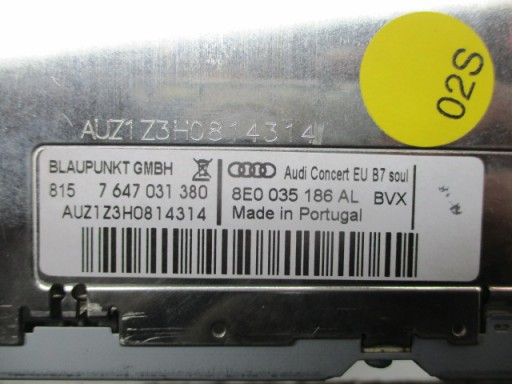 02S
AUZ1Z3H0814314
BLAUPUNKT GMBH
Audi Concert EU B7 soul
815 7 647 031 380
8E0 035 186 AL BVX
AUZ1Z3H0814314
Made in Portugal